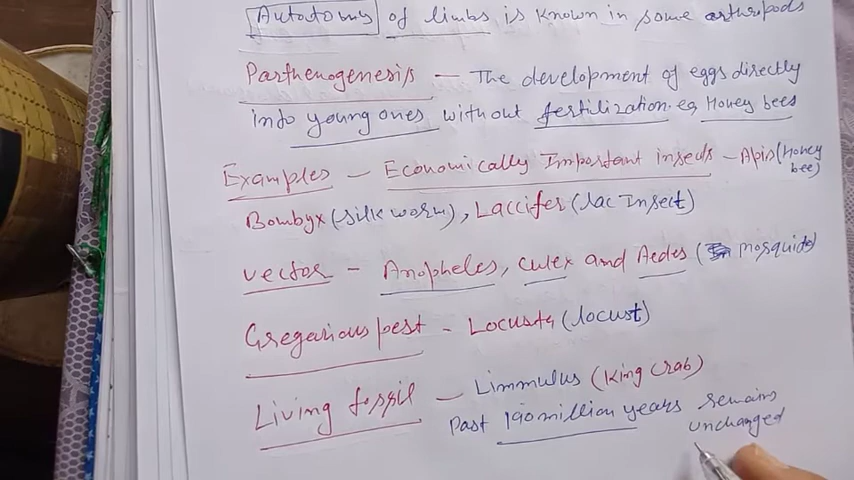 Autotomy of limbs is known in some arthropods
Parthenogenesis - The development of eggs directly
into young ones without fertilization. eg Honey bees
Examples - Economically Important insects - Apis (Honey bee)
Bombyx (silk worm), Laccifer (lac Insect)
vector - Anopheles, culex and Aedes ( mosquito)
Gregarious pest - Locusta (locust)
Living fossil - Limmulus (King Crab)
Past 190 million years remains
unchanged